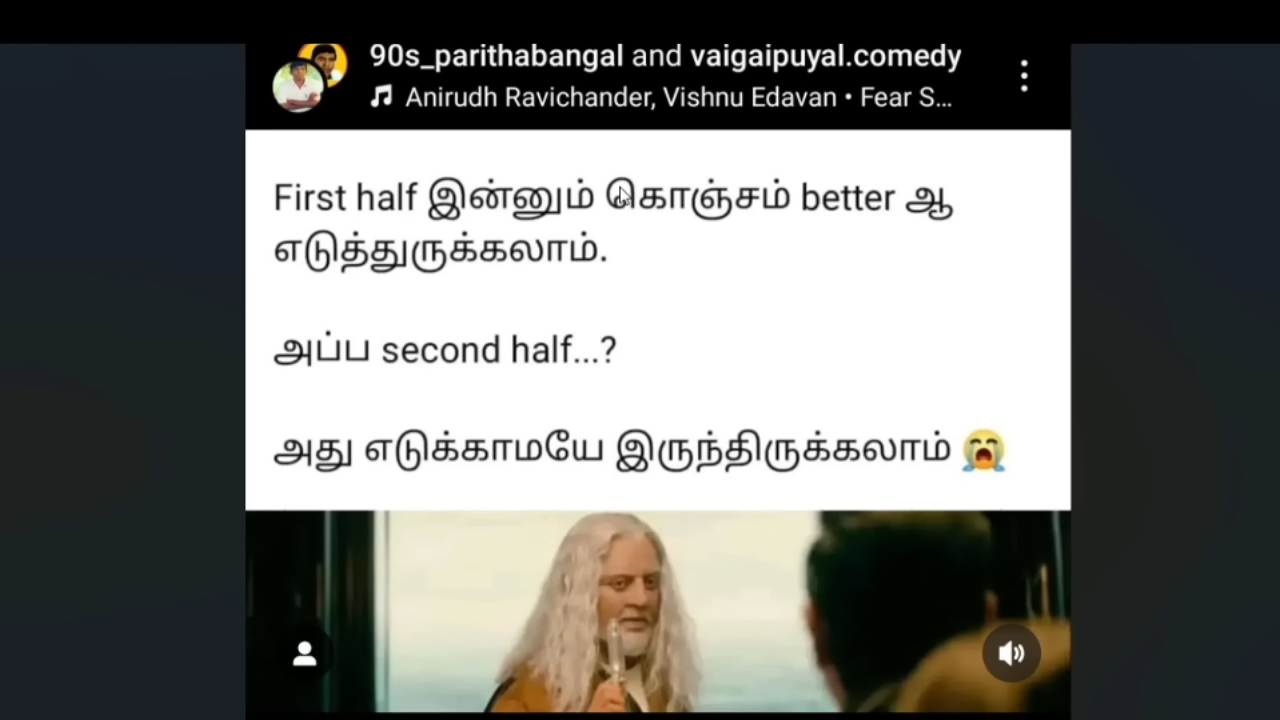 90s_parithabangal and vaigaipuyal.comedy
Anirudh Ravichander, Vishnu Edavan • Fear S...
First half இன்னும் கொஞ்சம் better ஆ
எடுத்துருக்கலாம்.
அப்ப second half...?
அது எடுக்காமயே இருந்திருக்கலாம் 😭